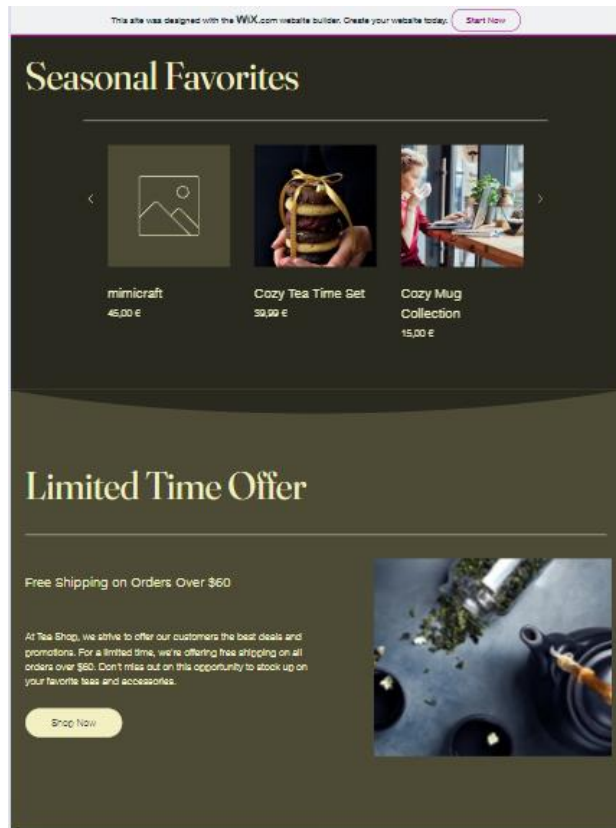 This site was designed with the WiX.com website builder. Create your website today. Start Now
Seasonal Favorites
mimicraft
45,00 €
Cozy Tea Time Set
39,99 €
Cozy Mug
Collection
15,00 €
Limited Time Offer
Free Shipping on Orders Over $60
At Tea Shop, we strive to offer our customers the best deals and
promotions. For a limited time, we're offering free shipping on all
orders over $60. Don't miss out on this opportunity to stock up on
your favorite teas and accessories.
Shop Now